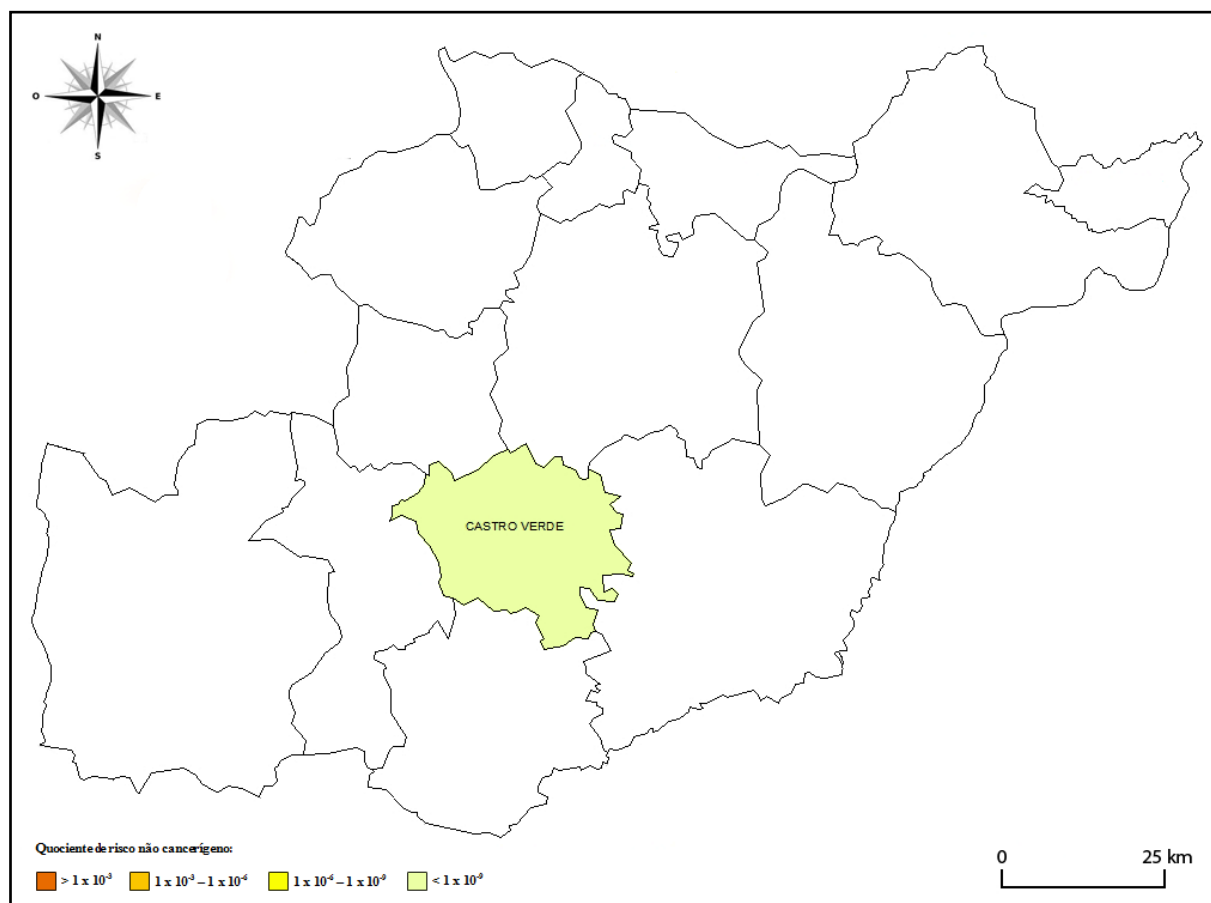 N
O E
S
CASTRO VERDE
Quociente de risco não cancerígeno:
> 1 x 10⁻³ 1 x 10⁻³ – 1 x 10⁻⁶ 1 x 10⁻⁶ – 1 x 10⁻⁹ < 1 x 10⁻⁹
0 25 km